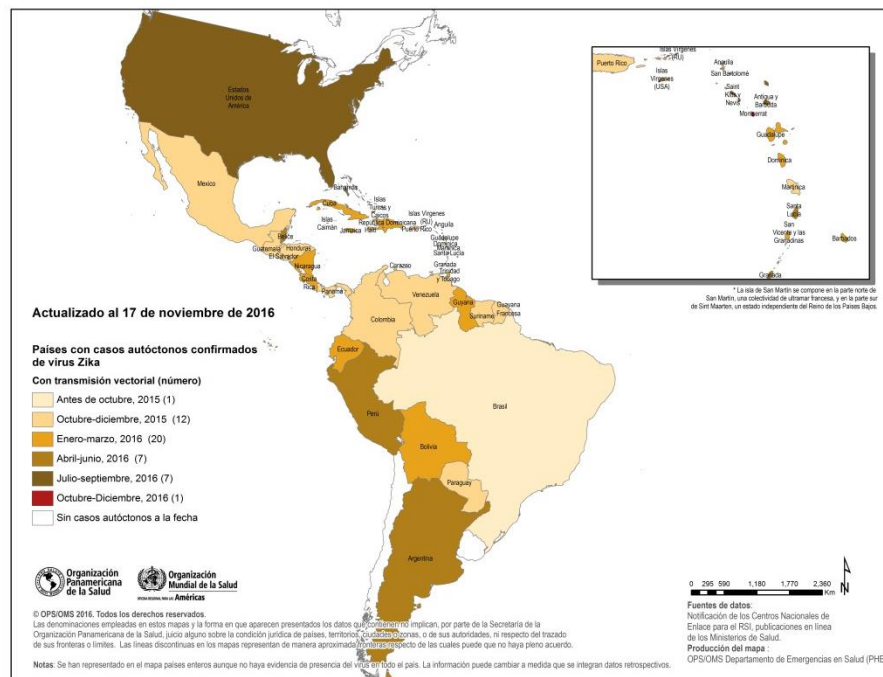 Estados
Unidos de
América
Mexico
Bahamas
Cuba
Islas
Turcas y
Caicos
Islas
Caimán
Jamaica
Haití
República Dominicana
Puerto Rico
Islas Vírgenes
(RU)
Anguila
Guadalupe
Dominica
Martinica
Santa Lucía
Granada
Trinidad
y Tobago
Belice
Guatemala
Honduras
El Salvador
Nicaragua
Costa
Rica
Panamá
Curazao
Venezuela
Colombia
Guyana
Suriname
Guayana
Francesa
Ecuador
Perú
Brasil
Bolivia
Paraguay
Argentina
Puerto Rico
Islas Vírgenes
(RU)
Islas
Vírgenes
(USA)
Anguila
San Bartolomé
Saint
Kits y
Nevis
Antigua y
Barbuda
Montserrat
Guadalupe
Dominica
Martinica
Santa
Lucía
San
Vicente y las
Granadinas
Barbados
Granada
* La isla de San Martin se compone en la parte norte de
San Martin, una colectividad de ultramar francesa, y en la parte sur
de Sint Maarten, un estado independiente del Reino de los Países Bajos.
Actualizado al 17 de noviembre de 2016
Países con casos autóctonos confirmados
de virus Zika
Con transmisión vectorial (número)
Antes de octubre, 2015 (1)
Octubre-diciembre, 2015 (12)
Enero-marzo, 2016 (20)
Abril-junio, 2016 (7)
Julio-septiembre, 2016 (7)
Octubre-Diciembre, 2016 (1)
Sin casos autóctonos a la fecha
Organización
Panamericana
de la Salud
Organización
Mundial de la Salud
Américas
0 295 590 1,180 1,770 2,360
Km
N
© OPS/OMS 2016. Todos los derechos reservados.
Las denominaciones empleadas en estos mapas y la forma en que aparecen presentados los datos que contienen no implican, por parte de la Secretaría de la
Organización Panamericana de la Salud, juicio alguno sobre la condición jurídica de países, territorios, ciudades o zonas, o de sus autoridades, ni respecto del trazado
de sus fronteras o límites. Las líneas discontinuas en los mapas representan de manera aproximada fronteras respecto de las cuales puede que no haya pleno acuerdo.
Notas: Se han representado en el mapa países enteros aunque no haya evidencia de presencia del virus en todo el país. La información puede cambiar a medida que se integran datos retrospectivos.
Fuentes de datos:
Notificación de los Centros Nacionales de
Enlace para el RSI, publicaciones en línea
de los Ministerios de Salud.
Producción del mapa :
OPS/OMS Departamento de Emergencias en Salud (PHE